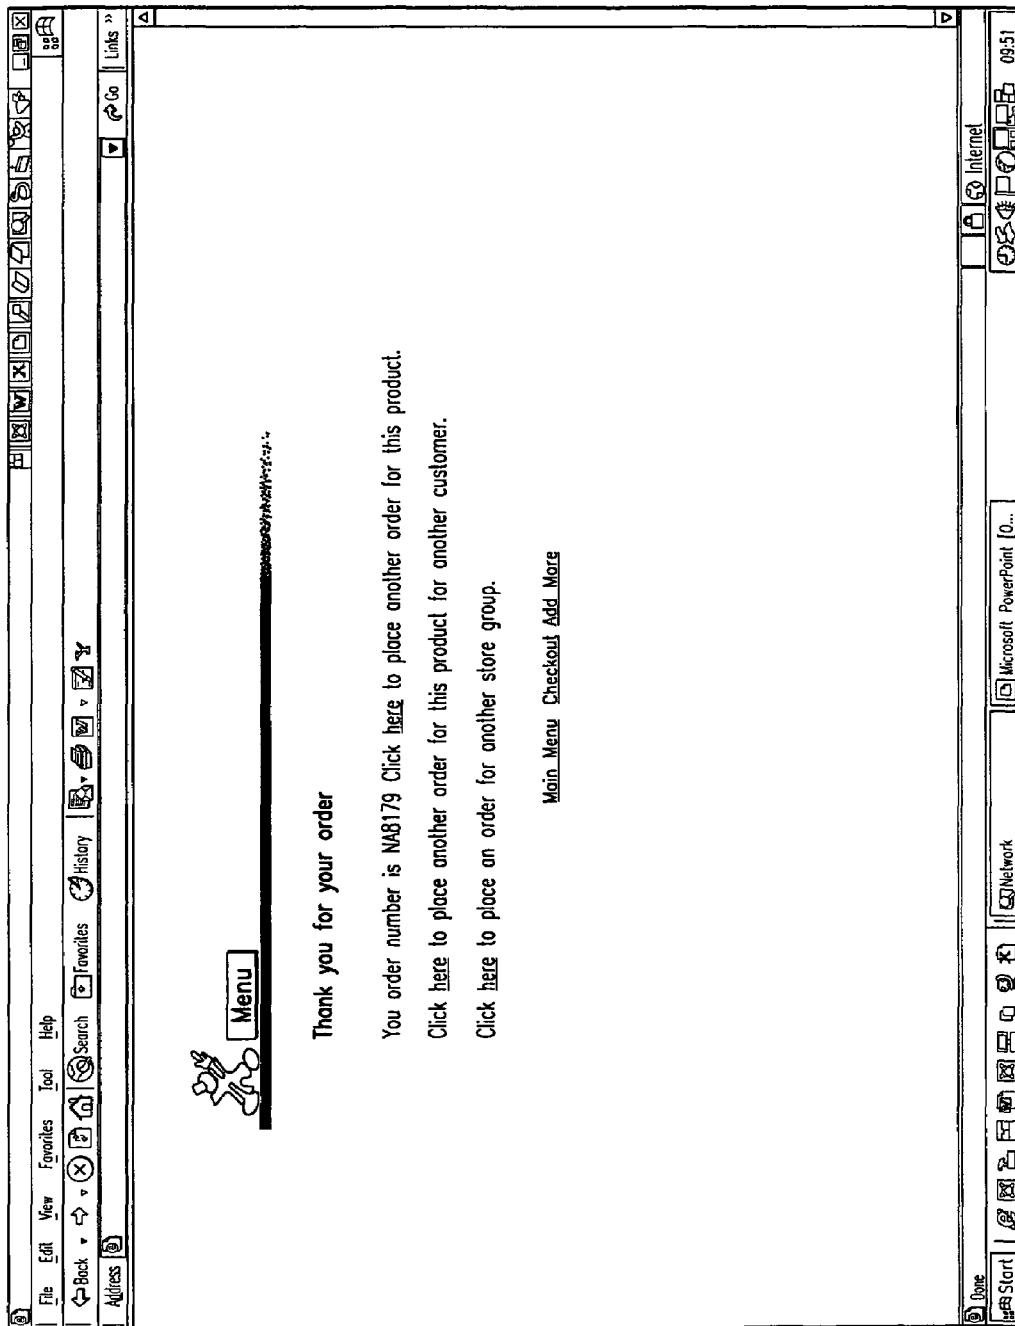 File Edit View Favorites Tool Help
Back Search Favorites History
Address Go Links »
Menu
Thank you for your order
You order number is NA8179 Click here to place another order for this product.
Click here to place another order for this product for another customer.
Click here to place an order for another store group.
Main Menu Checkout Add More
Done Internet
Start Network Microsoft PowerPoint [0... 09:51